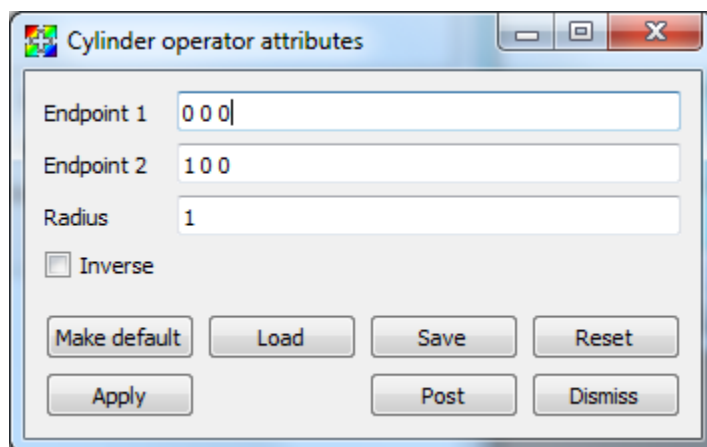 Cylinder operator attributes
Endpoint 1 0 0 0
Endpoint 2 1 0 0
Radius 1
Inverse
Make default Load Save Reset
Apply Post Dismiss